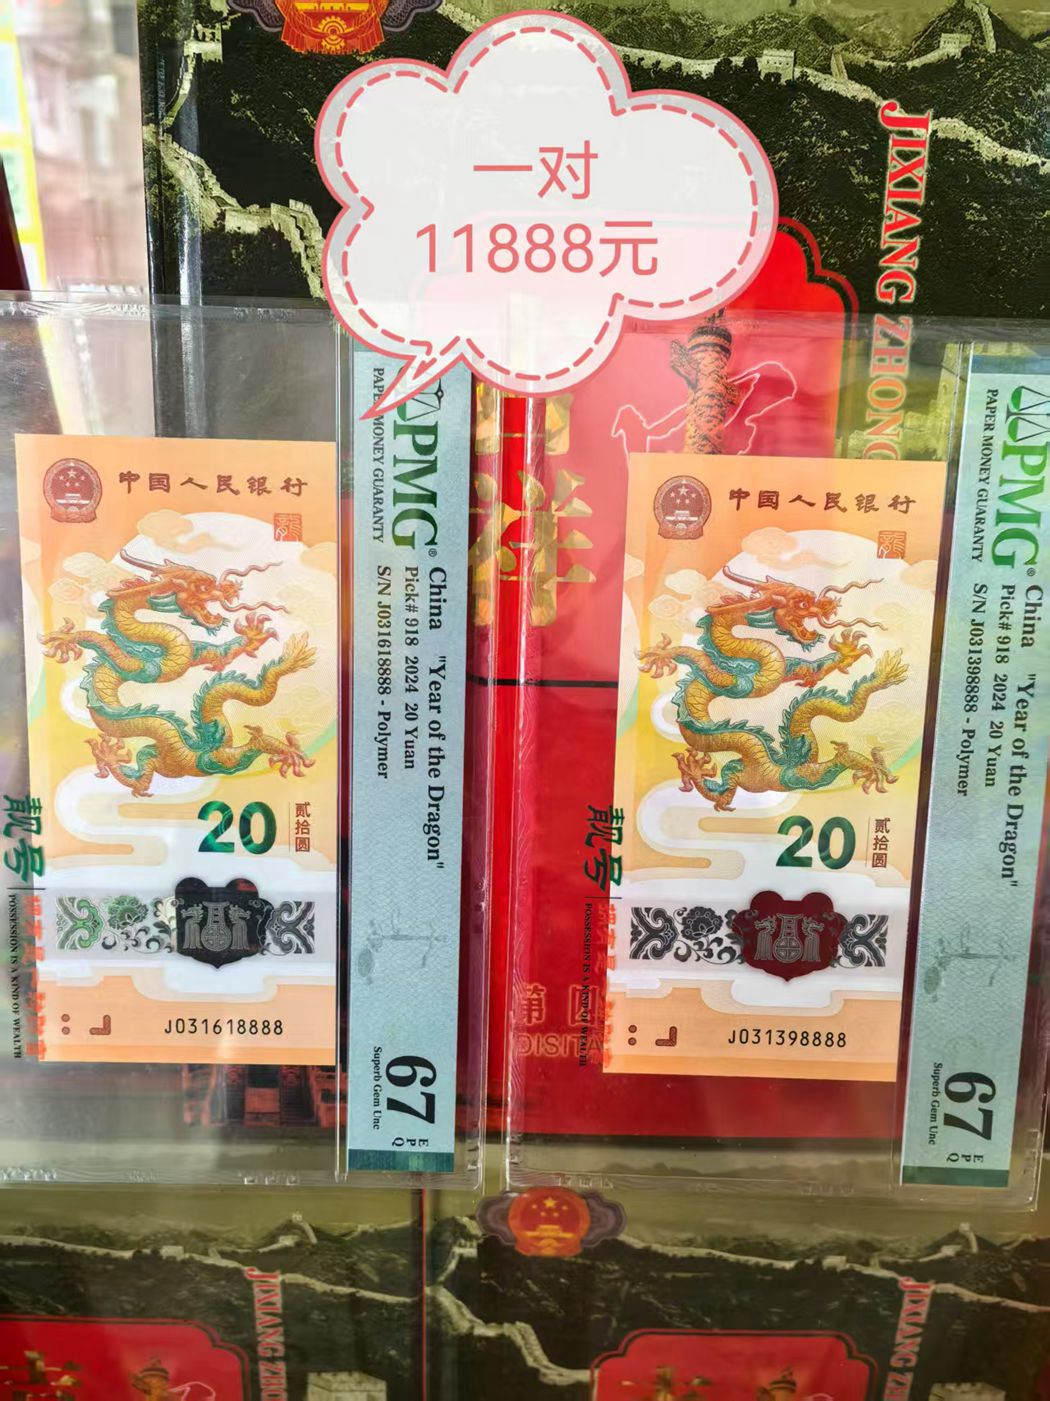 一对
11888元
JIXIANG ZHONG
中国人民银行
20
贰拾圆
J031618888
靓号
POSSESSION IS A KIND OF WEALTH
PMG
PAPER MONEY GUARANTY
China "Year of the Dragon"
Pick# 918 2024 20 Yuan
S/N J031618888 - Polymer
67
EPQ
Superb Gem Unc
中国人民银行
20
贰拾圆
J031398888
靓号
POSSESSION IS A KIND OF WEALTH
PMG
PAPER MONEY GUARANTY
China "Year of the Dragon"
Pick# 918 2024 20 Yuan
S/N J031398888 - Polymer
67
EPQ
Superb Gem Unc
JIXIANG ZHO
JIXIANG ZH